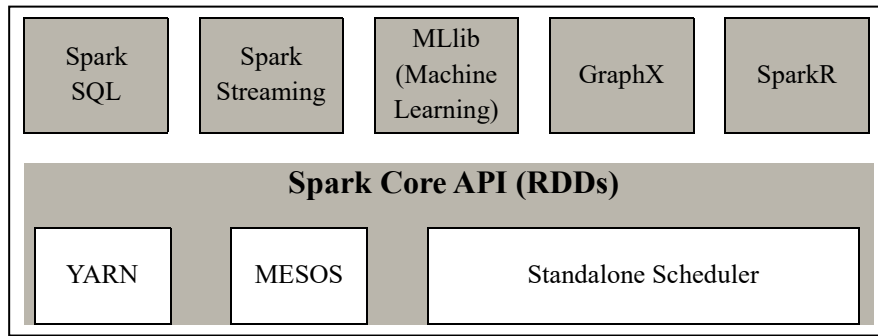 Spark
SQL
Spark
Streaming
MLlib
(Machine
Learning)
GraphX
SparkR
Spark Core API (RDDs)
YARN
MESOS
Standalone Scheduler